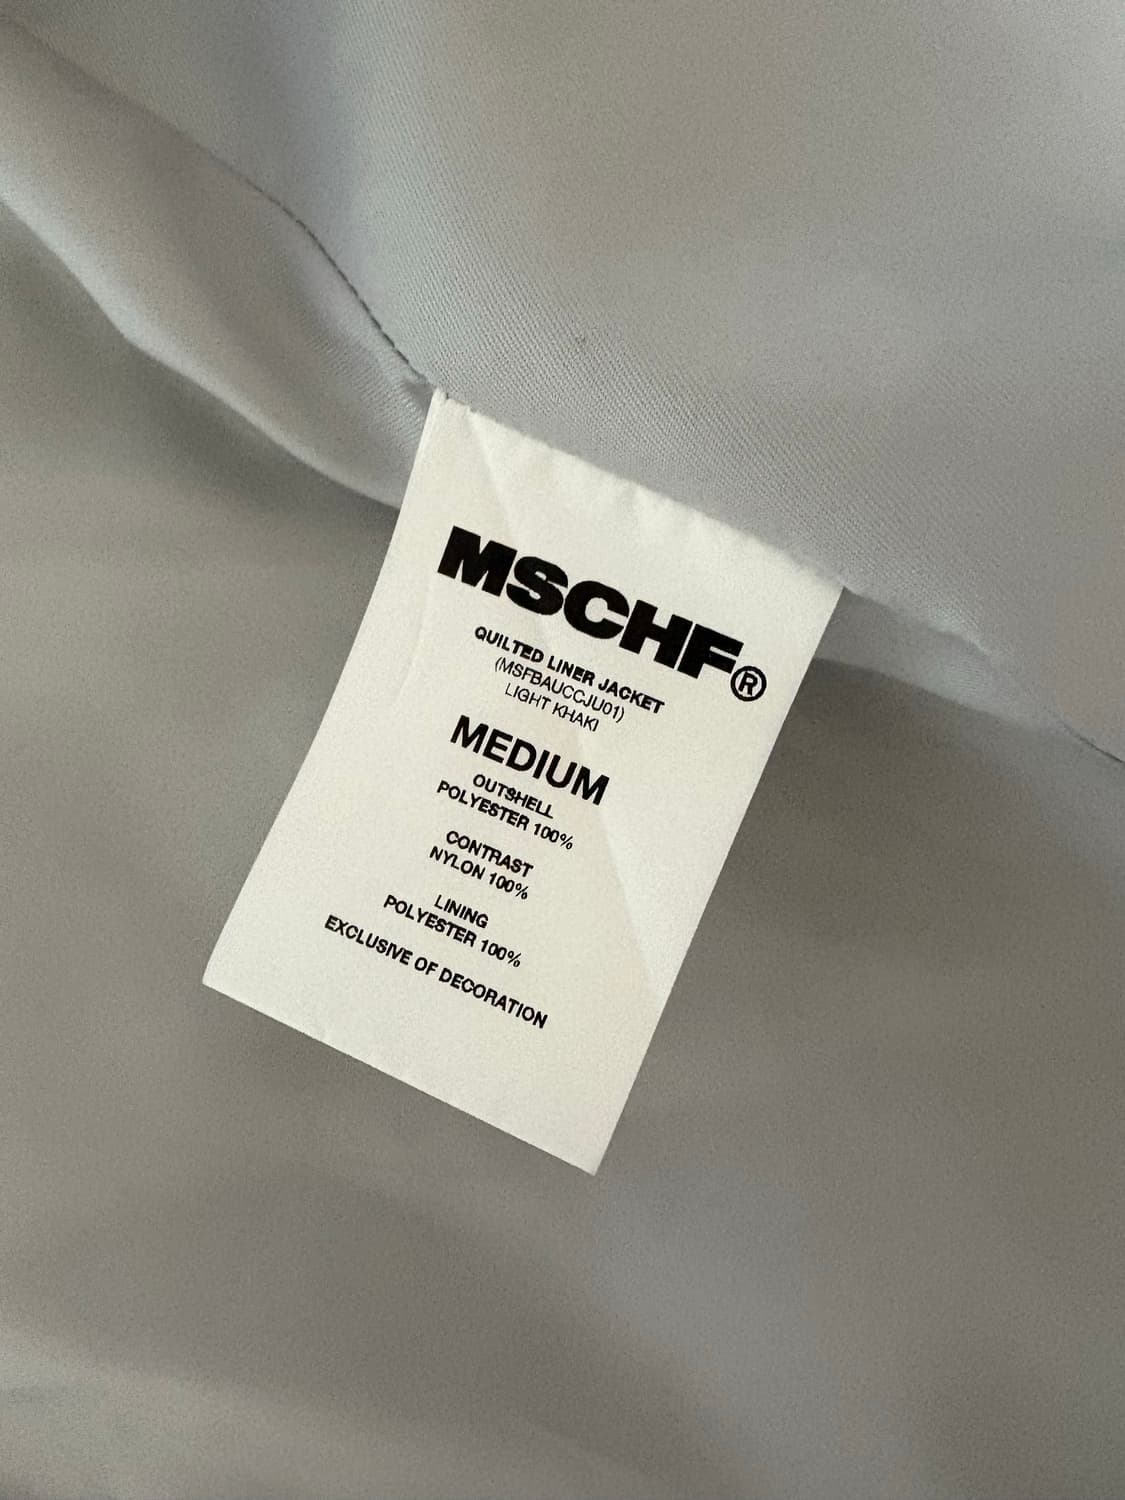 MSCHF®
QUILTED LINER JACKET
(MSFBAUCCJU01)
LIGHT KHAKI
MEDIUM
OUTSHELL
POLYESTER 100%
CONTRAST
NYLON 100%
LINING
POLYESTER 100%
EXCLUSIVE OF DECORATION